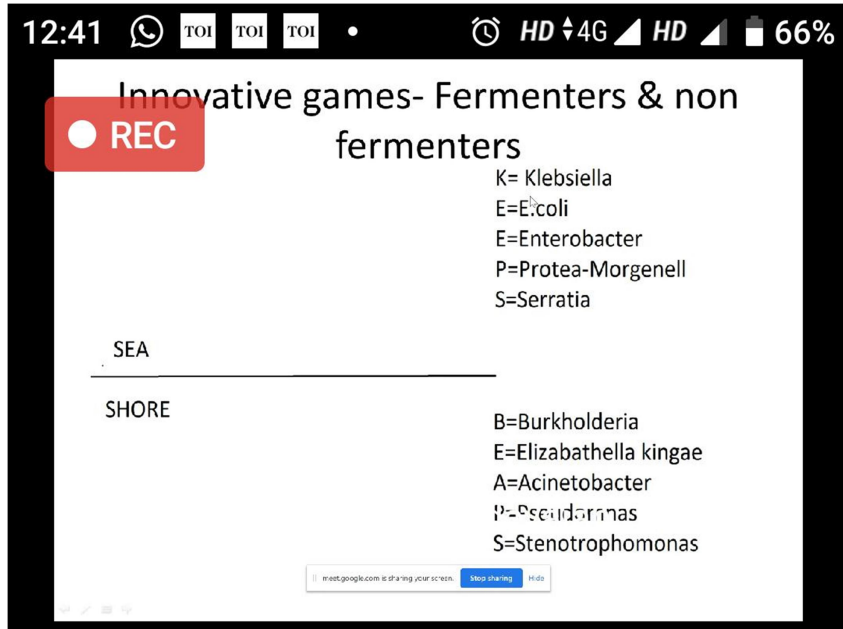 12:41 TOI TOI TOI HD 4G HD 66%
Innovative games- Fermenters & non
fermenters
REC
K= Klebsiella
E=E.coli
E=Enterobacter
P=Protea-Morgenell
S=Serratia
SEA
SHORE
B=Burkholderia
E=Elizabathella kingae
A=Acinetobacter
S=Stenotrophomonas
meet.google.com is sharing your screen. Stop sharing Hide